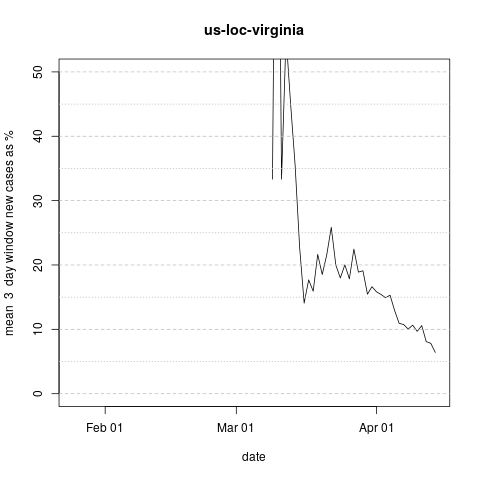 us-loc-virginia
mean 3 day window new cases as %
50
40
30
20
10
0
Feb 01
Mar 01
Apr 01
date